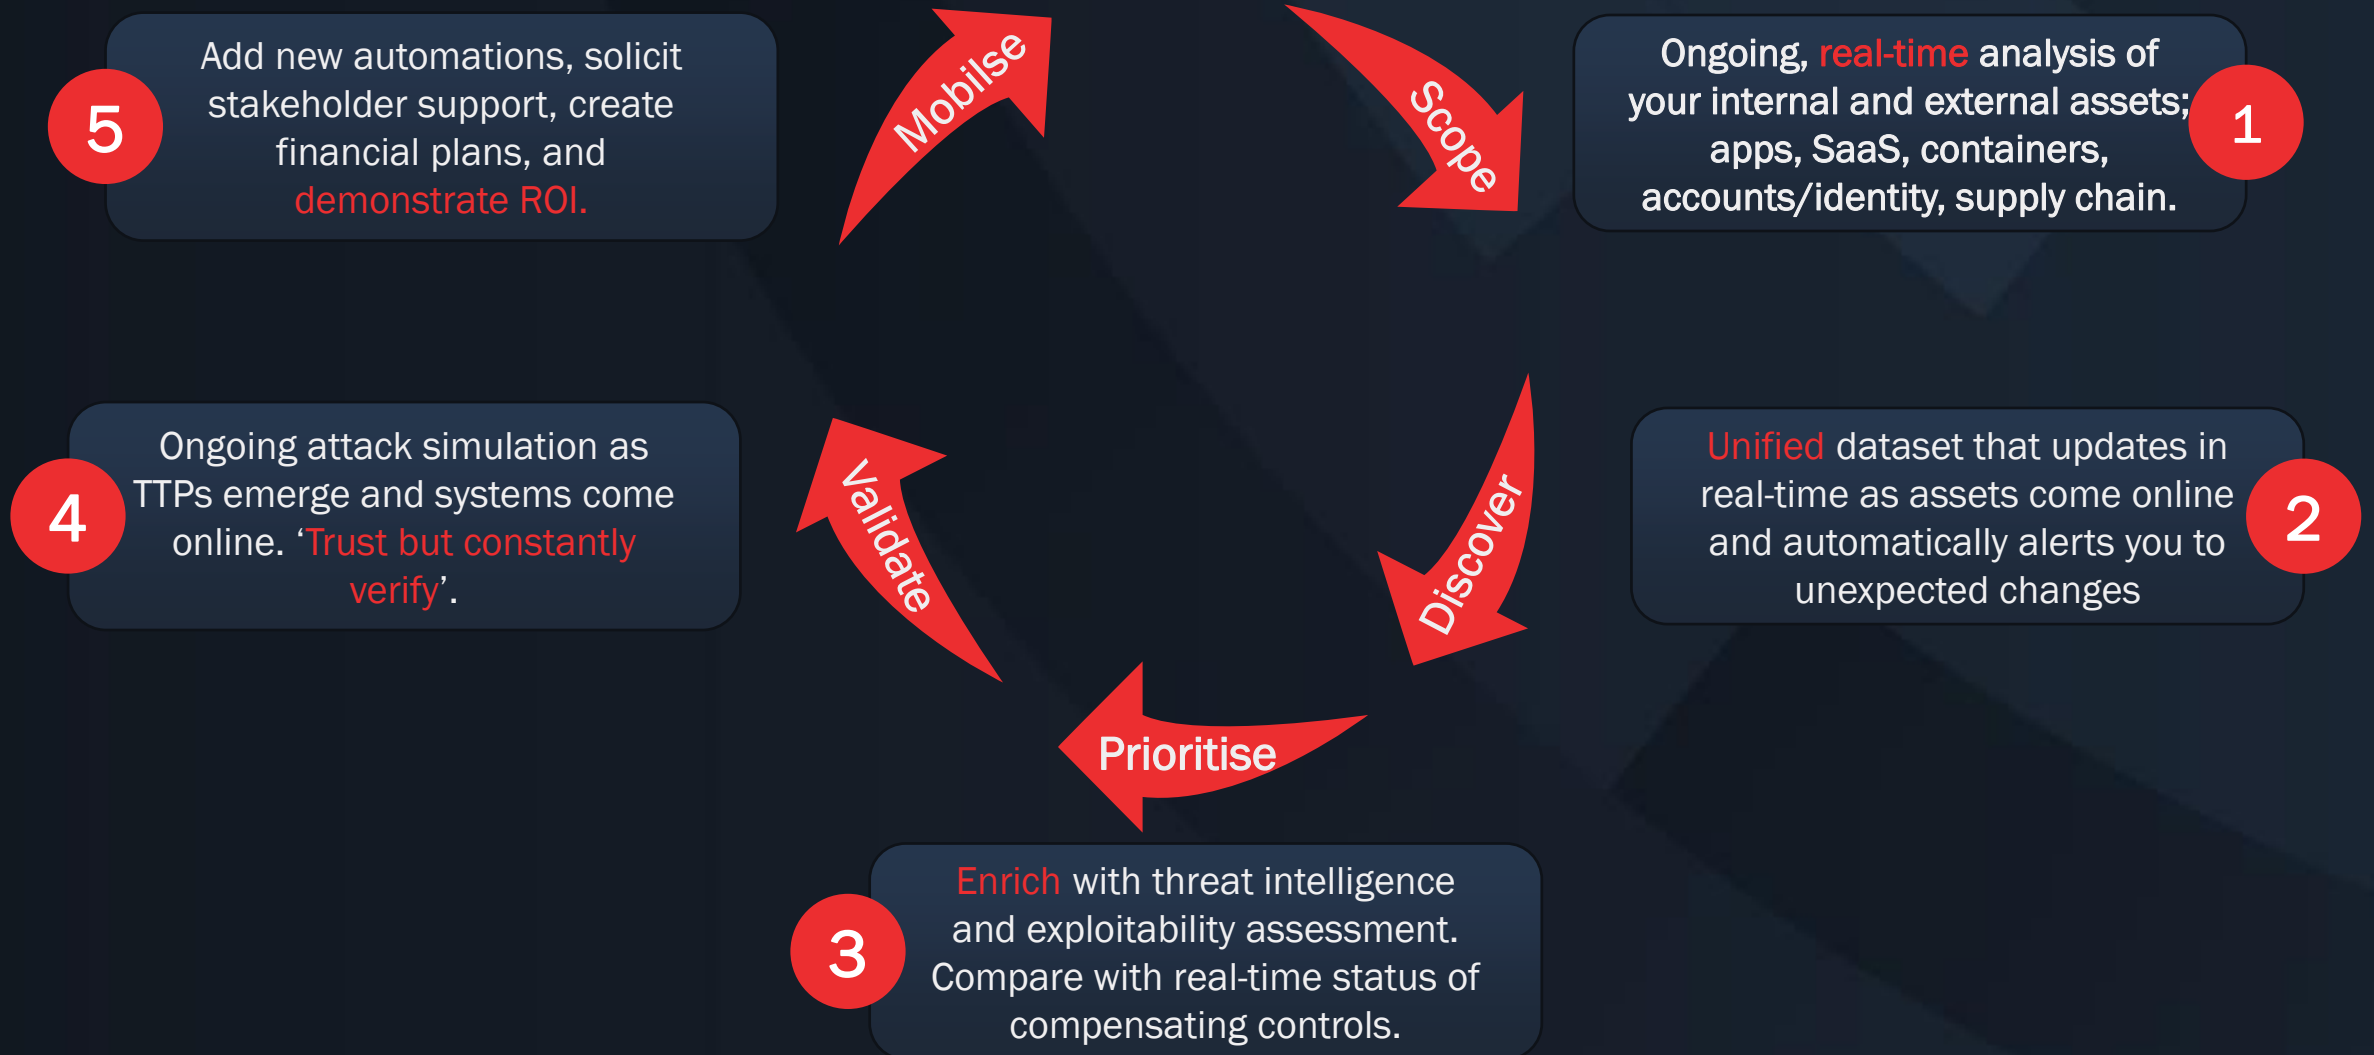 Mobilse
Scope
Discover
Prioritise
Validate
1
Ongoing, real-time analysis of
your internal and external assets;
apps, SaaS, containers,
accounts/identity, supply chain.
2
Unified dataset that updates in
real-time as assets come online
and automatically alerts you to
unexpected changes
3
Enrich with threat intelligence
and exploitability assessment.
Compare with real-time status of
compensating controls.
4
Ongoing attack simulation as
TTPs emerge and systems come
online. ‘Trust but constantly
verify’.
5
Add new automations, solicit
stakeholder support, create
financial plans, and
demonstrate ROI.